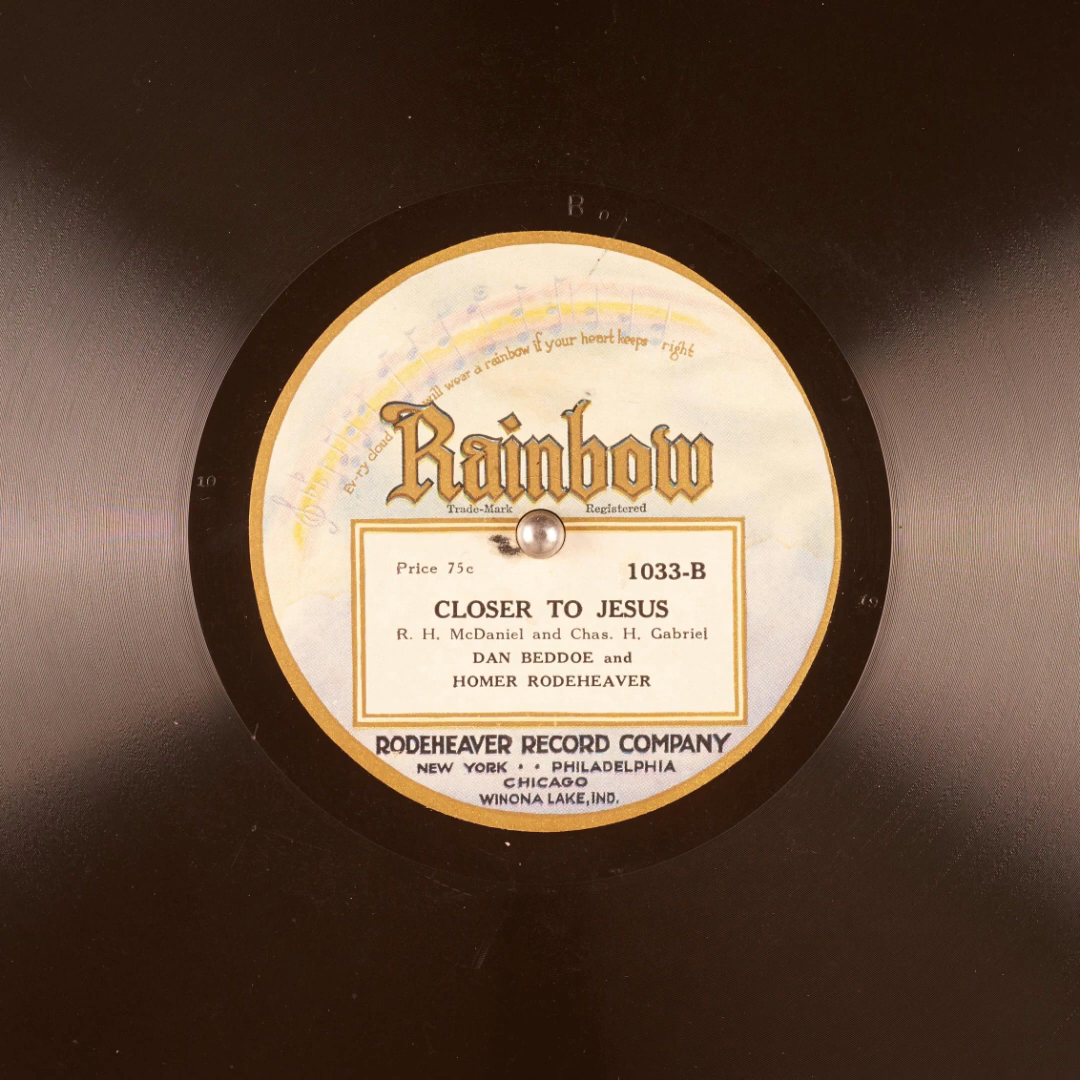 B
Ev-ry cloud will wear a rainbow if your heart keeps right
Rainbow
Trade-Mark Registered
10
Price 75c 1033-B
CLOSER TO JESUS
19
R. H. McDaniel and Chas. H. Gabriel
DAN BEDDOE and
HOMER RODEHEAVER
RODEHEAVER RECORD COMPANY
NEW YORK · · PHILADELPHIA
CHICAGO
WINONA LAKE, IND.